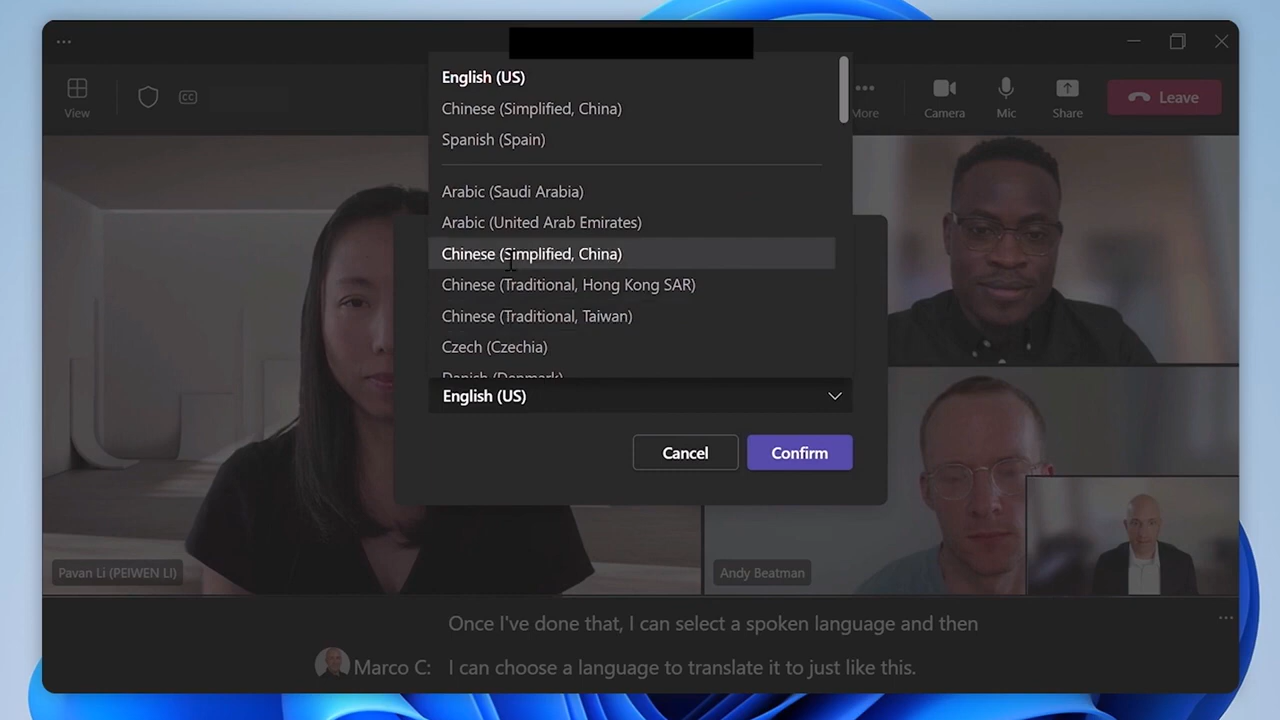 View
More
Camera
Mic
Share
Leave
English (US)
Chinese (Simplified, China)
Spanish (Spain)
Arabic (Saudi Arabia)
Arabic (United Arab Emirates)
Chinese (Simplified, China)
Chinese (Traditional, Hong Kong SAR)
Chinese (Traditional, Taiwan)
Czech (Czechia)
Danish (Denmark)
English (US)
Cancel
Confirm
Pavan Li (PEIWEN LI)
Andy Beatman
Once I've done that, I can select a spoken language and then
Marco C: I can choose a language to translate it to just like this.
CC